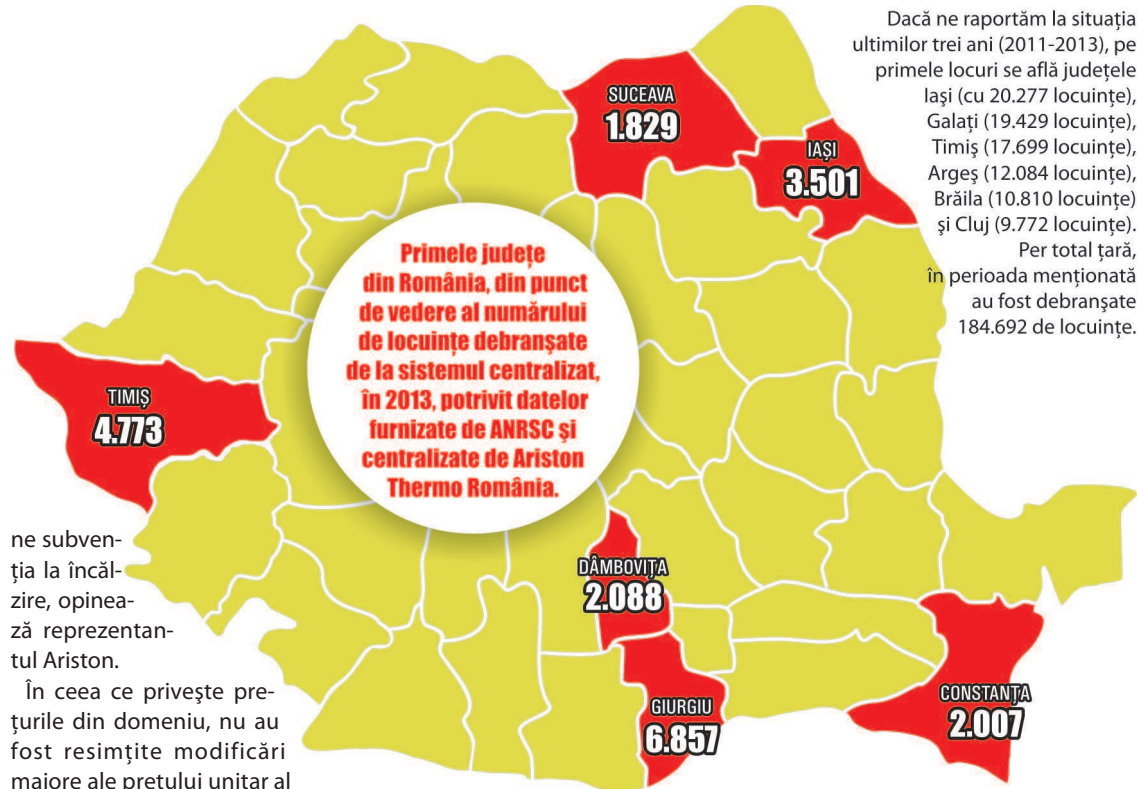 Dacă ne raportăm la situația
ultimilor trei ani (2011-2013), pe
primele locuri se află județele
Iași (cu 20.277 locuințe),
Galați (19.429 locuințe),
Timiș (17.699 locuințe),
Argeș (12.084 locuințe),
Brăila (10.810 locuințe)
și Cluj (9.772 locuințe).
Per total țară,
în perioada menționată
au fost debranșate
184.692 de locuințe.
SUCEAVA
1.829
IAȘI
3.501
Primele județe
din România, din punct
de vedere al numărului
de locuințe debranșate
de la sistemul centralizat,
în 2013, potrivit datelor
furnizate de ANRSC și
centralizate de Ariston
Thermo România.
TIMIȘ
4.773
DÂMBOVIȚA
2.088
GIURGIU
6.857
CONSTANȚA
2.007
ne subven-
ția la încăl-
zire, opinea-
ză reprezentan-
tul Ariston.
În ceea ce privește pre-
țurile din domeniu, nu au
fost resimțite modificări
majore ale prețului unitar al